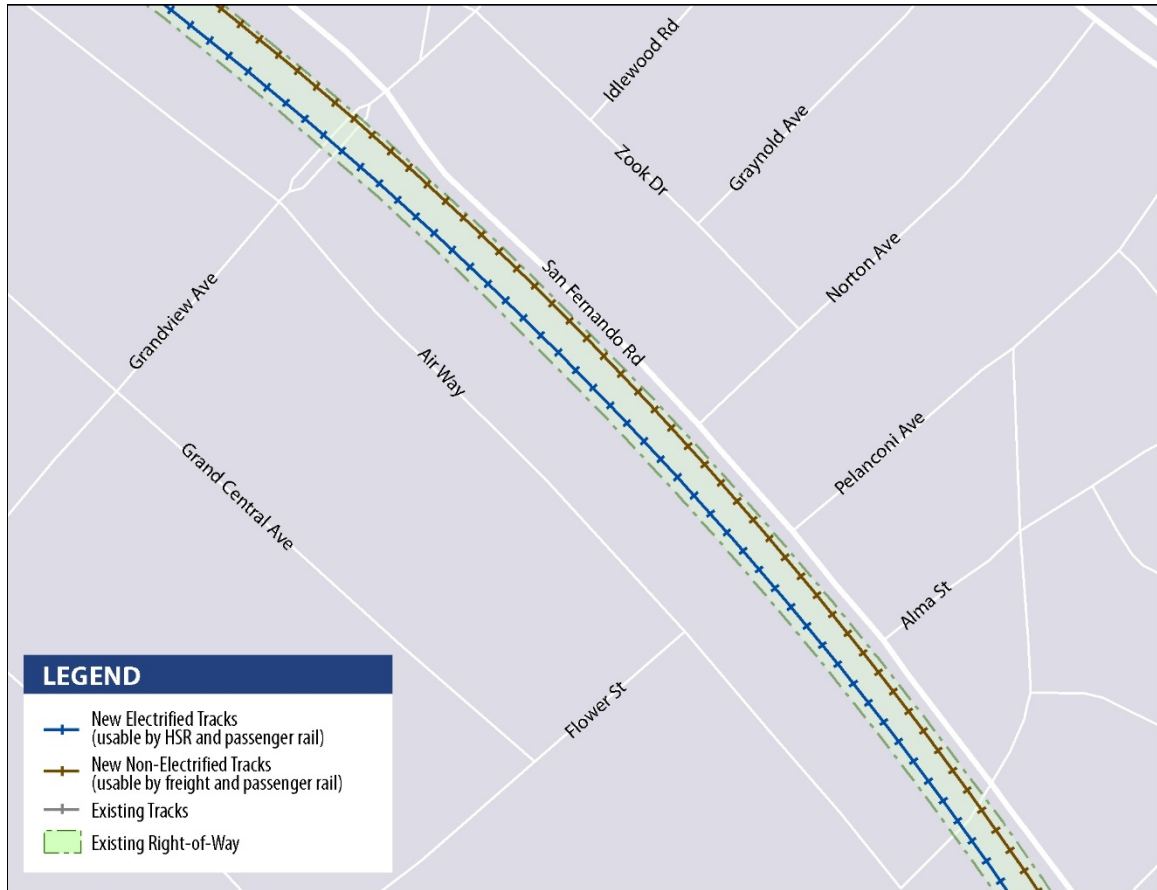 Idlewood Rd
Zook Dr
Graynold Ave
Norton Ave
San Fernando Rd
Grandview Ave
Air Way
Pelanconi Ave
Grand Central Ave
Alma St
Flower St
LEGEND
New Electrified Tracks
(usable by HSR and passenger rail)
New Non-Electrified Tracks
(usable by freight and passenger rail)
Existing Tracks
Existing Right-of-Way